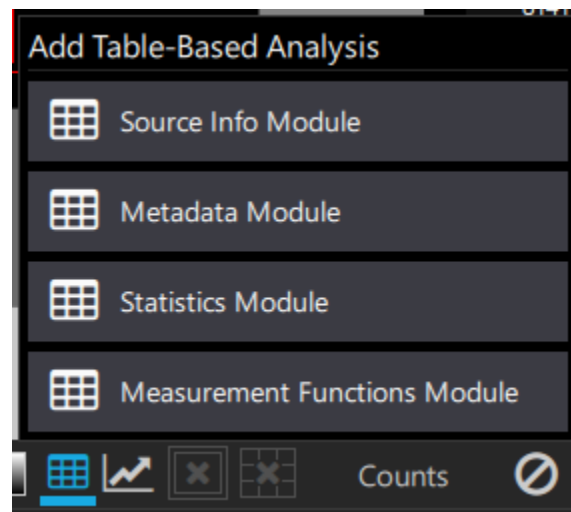 Add Table-Based Analysis
Source Info Module
Metadata Module
Statistics Module
Measurement Functions Module
Counts